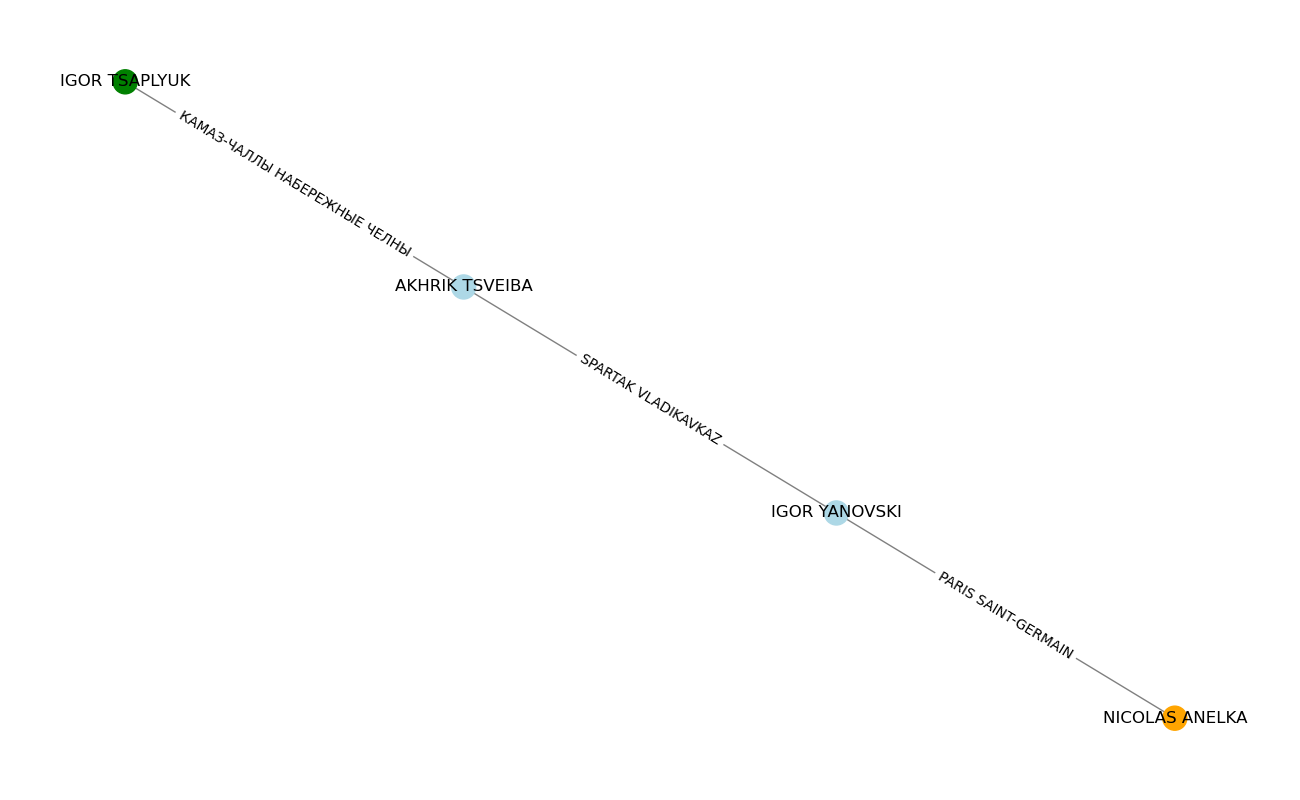 IGOR TSAPLYUK
КАМАЗ-ЧАЛЛЫ НАБЕРЕЖНЫЕ ЧЕЛНЫ
AKHRIK TSVEIBA
SPARTAK VLADIKAVKAZ
IGOR YANOVSKI
PARIS SAINT-GERMAIN
NICOLAS ANELKA